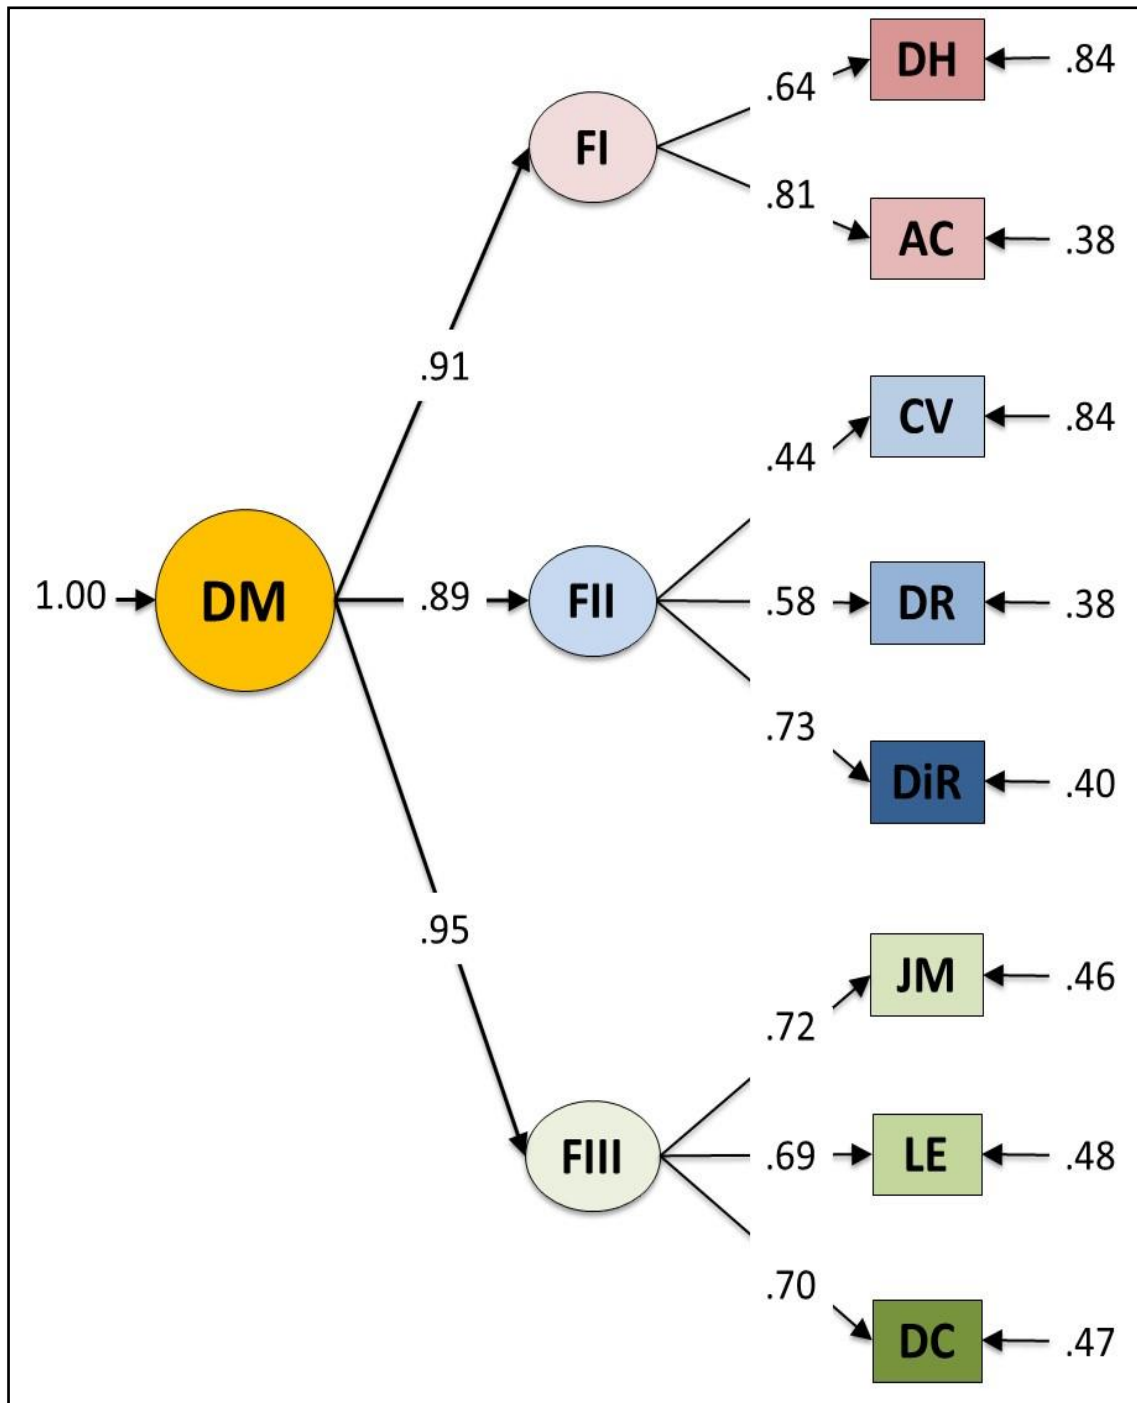 DH
.84
.64
FI
.81
AC
.38
.91
CV
.84
.44
1.00
DM
.89
FII
.58
DR
.38
.73
DiR
.40
.95
JM
.46
.72
FIII
.69
LE
.48
.70
DC
.47